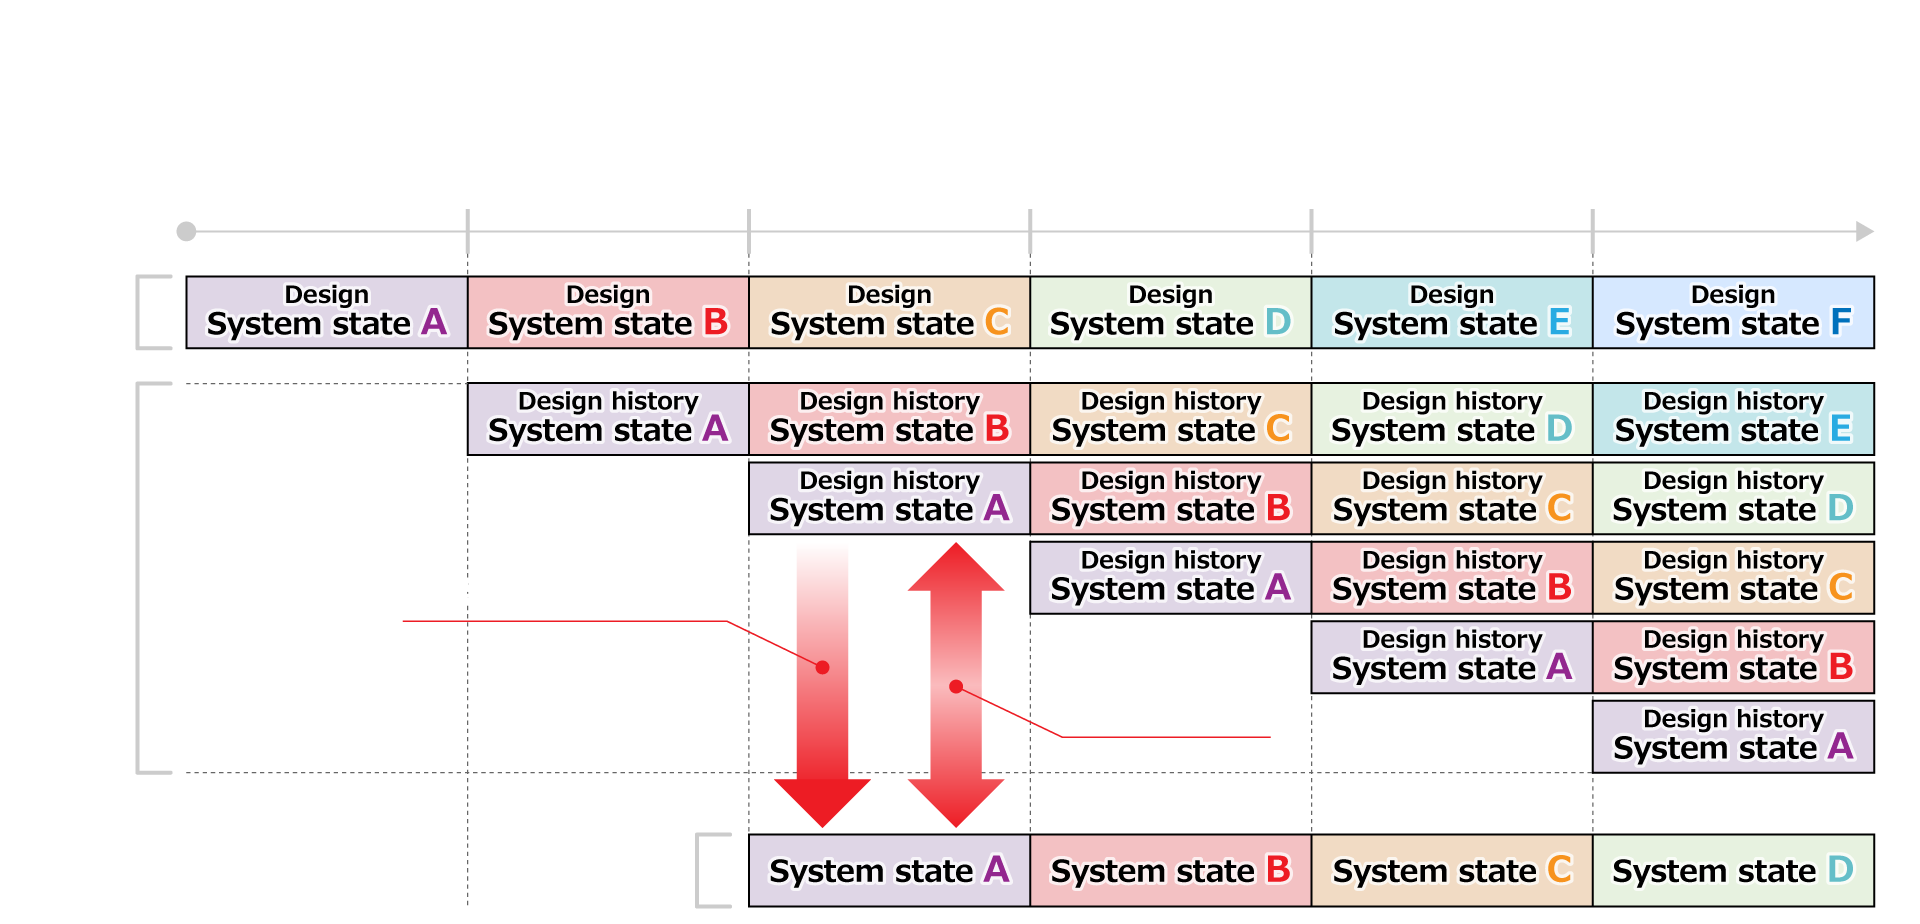 Design
System state A
Design
System state B
Design
System state C
Design
System state D
Design
System state E
Design
System state F
Design history
System state A
Design history
System state B
Design history
System state C
Design history
System state D
Design history
System state E
Design history
System state A
Design history
System state B
Design history
System state C
Design history
System state D
Design history
System state A
Design history
System state B
Design history
System state C
Design history
System state A
Design history
System state B
Design history
System state A
System state A
System state B
System state C
System state D